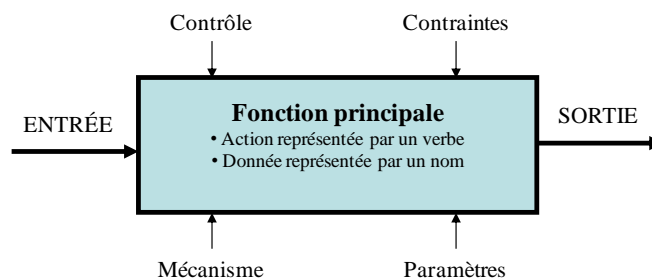 Contrôle
Contraintes
ENTRÉE
Fonction principale
• Action représentée par un verbe
• Donnée représentée par un nom
SORTIE
Mécanisme
Paramètres